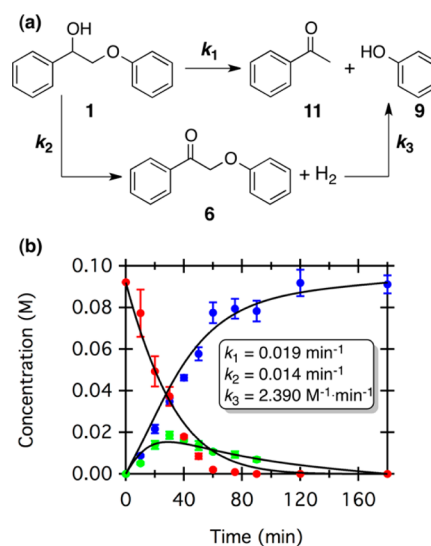 (a)
OH
O
k1
O
+
HO
1
11
9
k2
O
O
+ H2
k3
6
(b)
Concentration (M)
0.10
0.08
0.06
0.04
0.02
0.00
k1 = 0.019 min⁻¹
k2 = 0.014 min⁻¹
k3 = 2.390 M⁻¹·min⁻¹
0 40 80 120 160
Time (min)